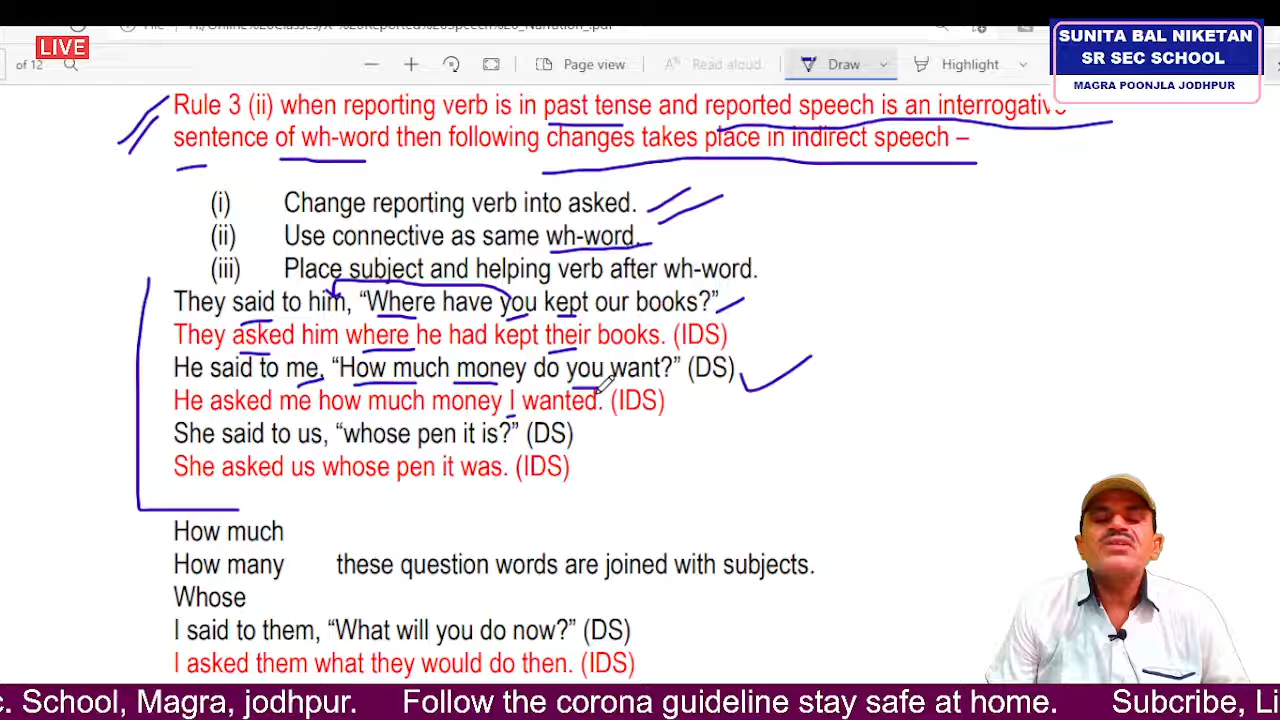 LIVE
SUNITA BAL NIKETAN
SR SEC SCHOOL
MAGRA POONJLA JODHPUR
of 12
Page view
Read aloud
Draw
Highlight
Rule 3 (ii) when reporting verb is in past tense and reported speech is an interrogative
sentence of wh-word then following changes takes place in indirect speech –
(i) Change reporting verb into asked.
(ii) Use connective as same wh-word.
(iii) Place subject and helping verb after wh-word.
They said to him, “Where have you kept our books?”
They asked him where he had kept their books. (IDS)
He said to me, “How much money do you want?” (DS)
He asked me how much money I wanted. (IDS)
She said to us, “whose pen it is?” (DS)
She asked us whose pen it was. (IDS)
How much
How many these question words are joined with subjects.
Whose
I said to them, “What will you do now?” (DS)
I asked them what they would do then. (IDS)
c. School, Magra, jodhpur. Follow the corona guideline stay safe at home. Subcribe, Li